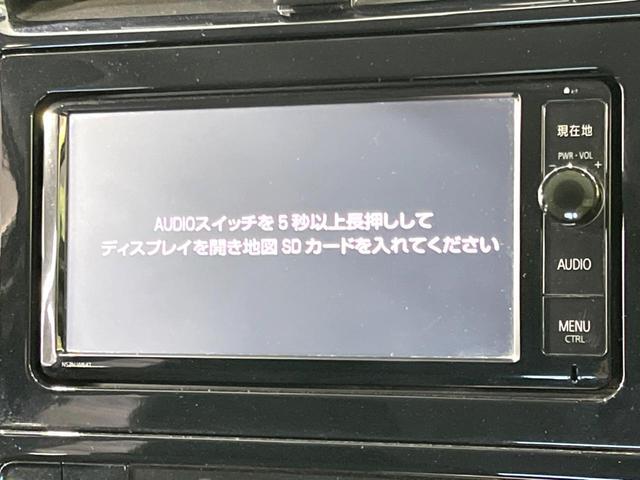 現在地
PWR・VOL
AUDIOスイッチを5秒以上長押しして
ディスプレイを開き地図SDカードを入れてください
AUDIO
MENU
CTRL